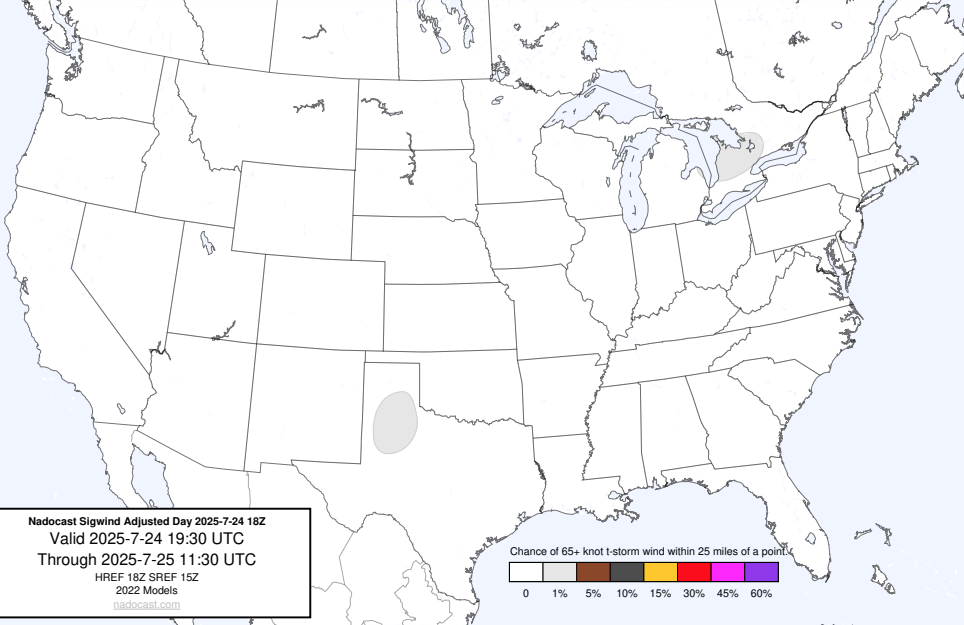 Nadocast Sigwind Adjusted Day 2025-7-24 18Z
Valid 2025-7-24 19:30 UTC
Through 2025-7-25 11:30 UTC
HREF 18Z SREF 15Z
2022 Models
nadocast.com
Chance of 65+ knot t-storm wind within 25 miles of a point.
0 1% 5% 10% 15% 30% 45% 60%